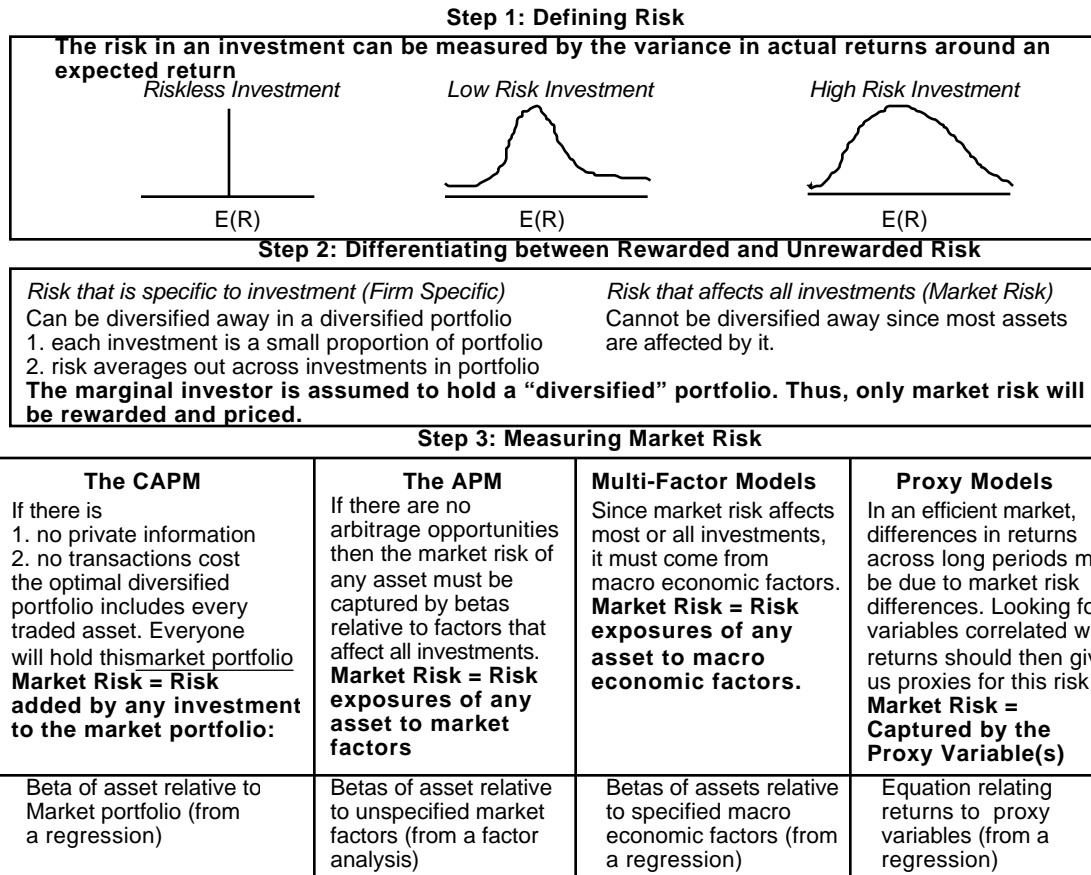 Step 1: Defining Risk
The risk in an investment can be measured by the variance in actual returns around an
expected return
Riskless Investment
Low Risk Investment
High Risk Investment
E(R)
E(R)
E(R)
Step 2: Differentiating between Rewarded and Unrewarded Risk
Risk that is specific to investment (Firm Specific)
Can be diversified away in a diversified portfolio
1. each investment is a small proportion of portfolio
2. risk averages out across investments in portfolio
Risk that affects all investments (Market Risk)
Cannot be diversified away since most assets
are affected by it.
The marginal investor is assumed to hold a “diversified” portfolio. Thus, only market risk will
be rewarded and priced.
Step 3: Measuring Market Risk
The CAPM
If there is
1. no private information
2. no transactions cost
the optimal diversified
portfolio includes every
traded asset. Everyone
will hold this market portfolio
Market Risk = Risk
added by any investment
to the market portfolio:
The APM
If there are no
arbitrage opportunities
then the market risk of
any asset must be
captured by betas
relative to factors that
affect all investments.
Market Risk = Risk
exposures of any
asset to market
factors
Multi-Factor Models
Since market risk affects
most or all investments,
it must come from
macro economic factors.
Market Risk = Risk
exposures of any
asset to macro
economic factors.
Proxy Models
In an efficient market,
differences in returns
across long periods
be due to market risk
differences. Looking
variables correlated
returns should then
us proxies for this risk
Market Risk =
Captured by the
Proxy Variable(s)
Beta of asset relative to
Market portfolio (from
a regression)
Betas of asset relative
to unspecified market
factors (from a factor
analysis)
Betas of assets relative
to specified macro
economic factors (from
a regression)
Equation relating
returns to proxy
variables (from a
regression)